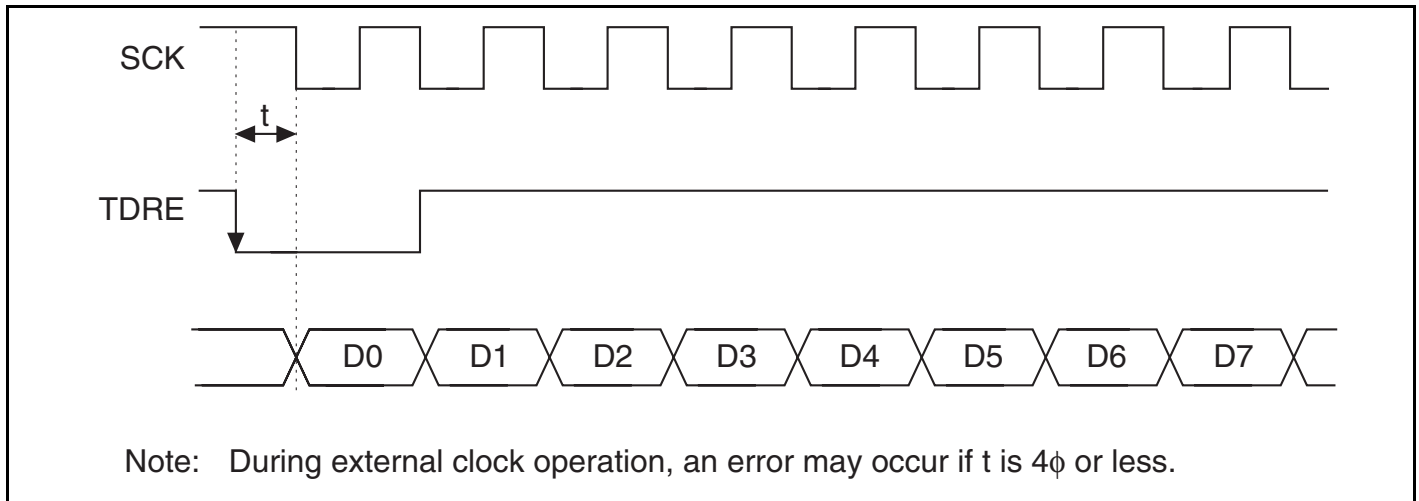 SCK
t
TDRE
D0 D1 D2 D3 D4 D5 D6 D7
Note: During external clock operation, an error may occur if t is 4ϕ or less.